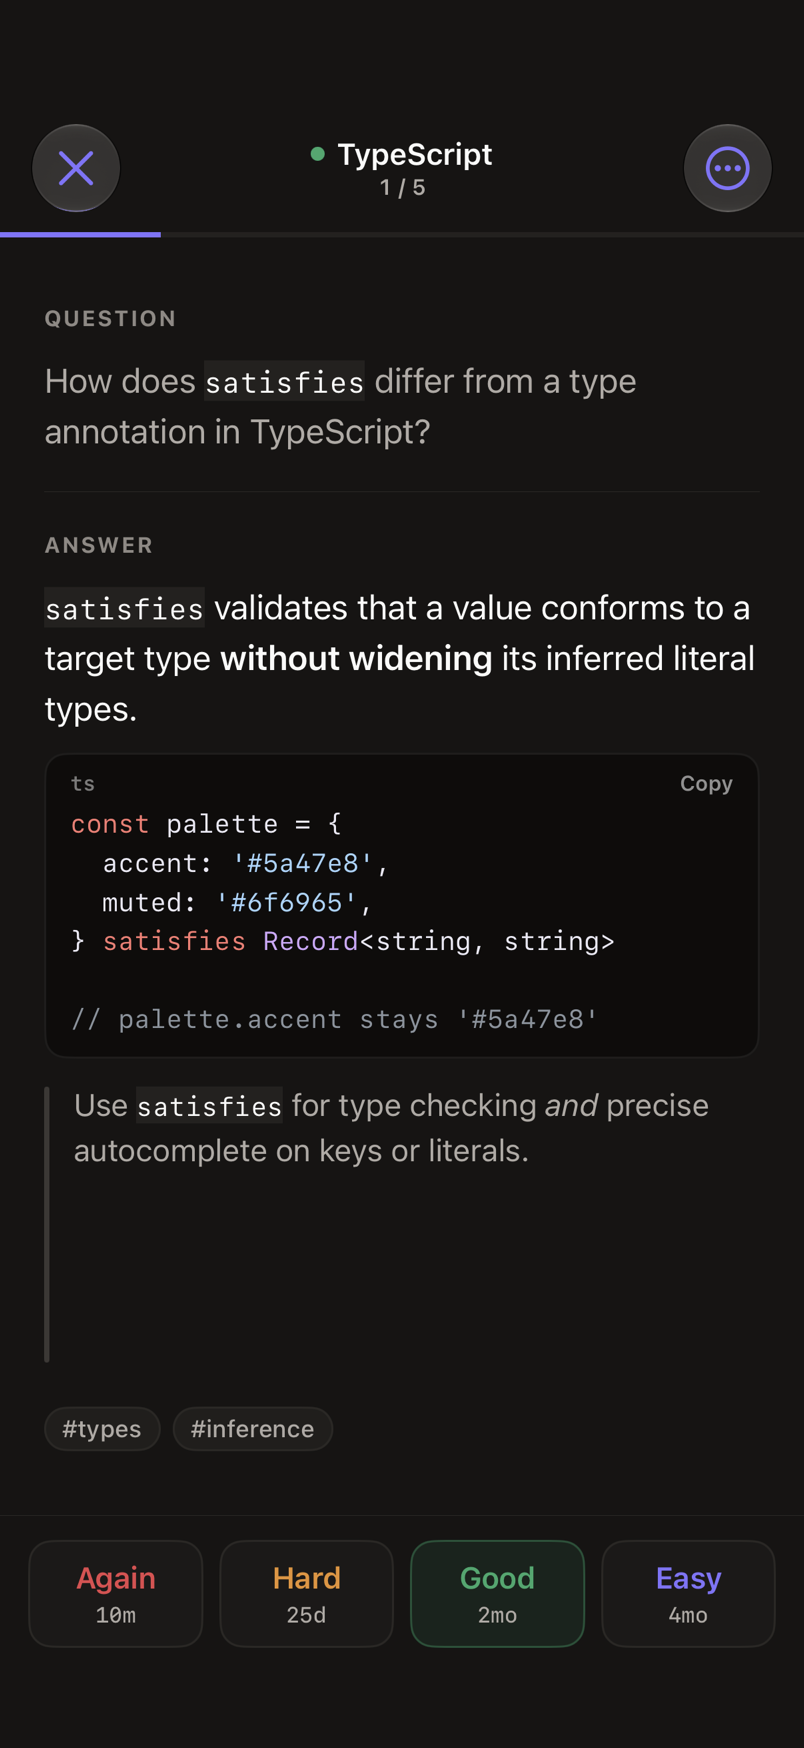 TypeScript
1 / 5
QUESTION
How does satisfies differ from a type
annotation in TypeScript?
ANSWER
satisfies validates that a value conforms to a
target type without widening its inferred literal
types.
ts
Copy
const palette = {
  accent: '#5a47e8',
  muted: '#6f6965',
} satisfies Record<string, string>
// palette.accent stays '#5a47e8'
Use satisfies for type checking and precise
autocomplete on keys or literals.
#types #inference
Again Hard Good Easy
10m 25d 2mo 4mo